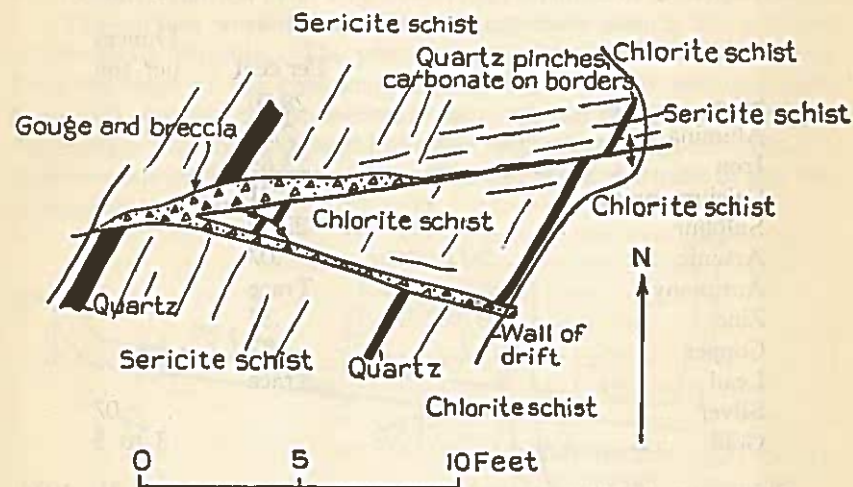 Sericite schist
Quartz pinches,
carbonate on borders
Chlorite schist
Sericite schist
Gouge and breccia
Chlorite schist
Chlorite schist
N
Quartz
Sericite schist
Quartz
Wall of
drift
Chlorite schist
0 5 10 Feet